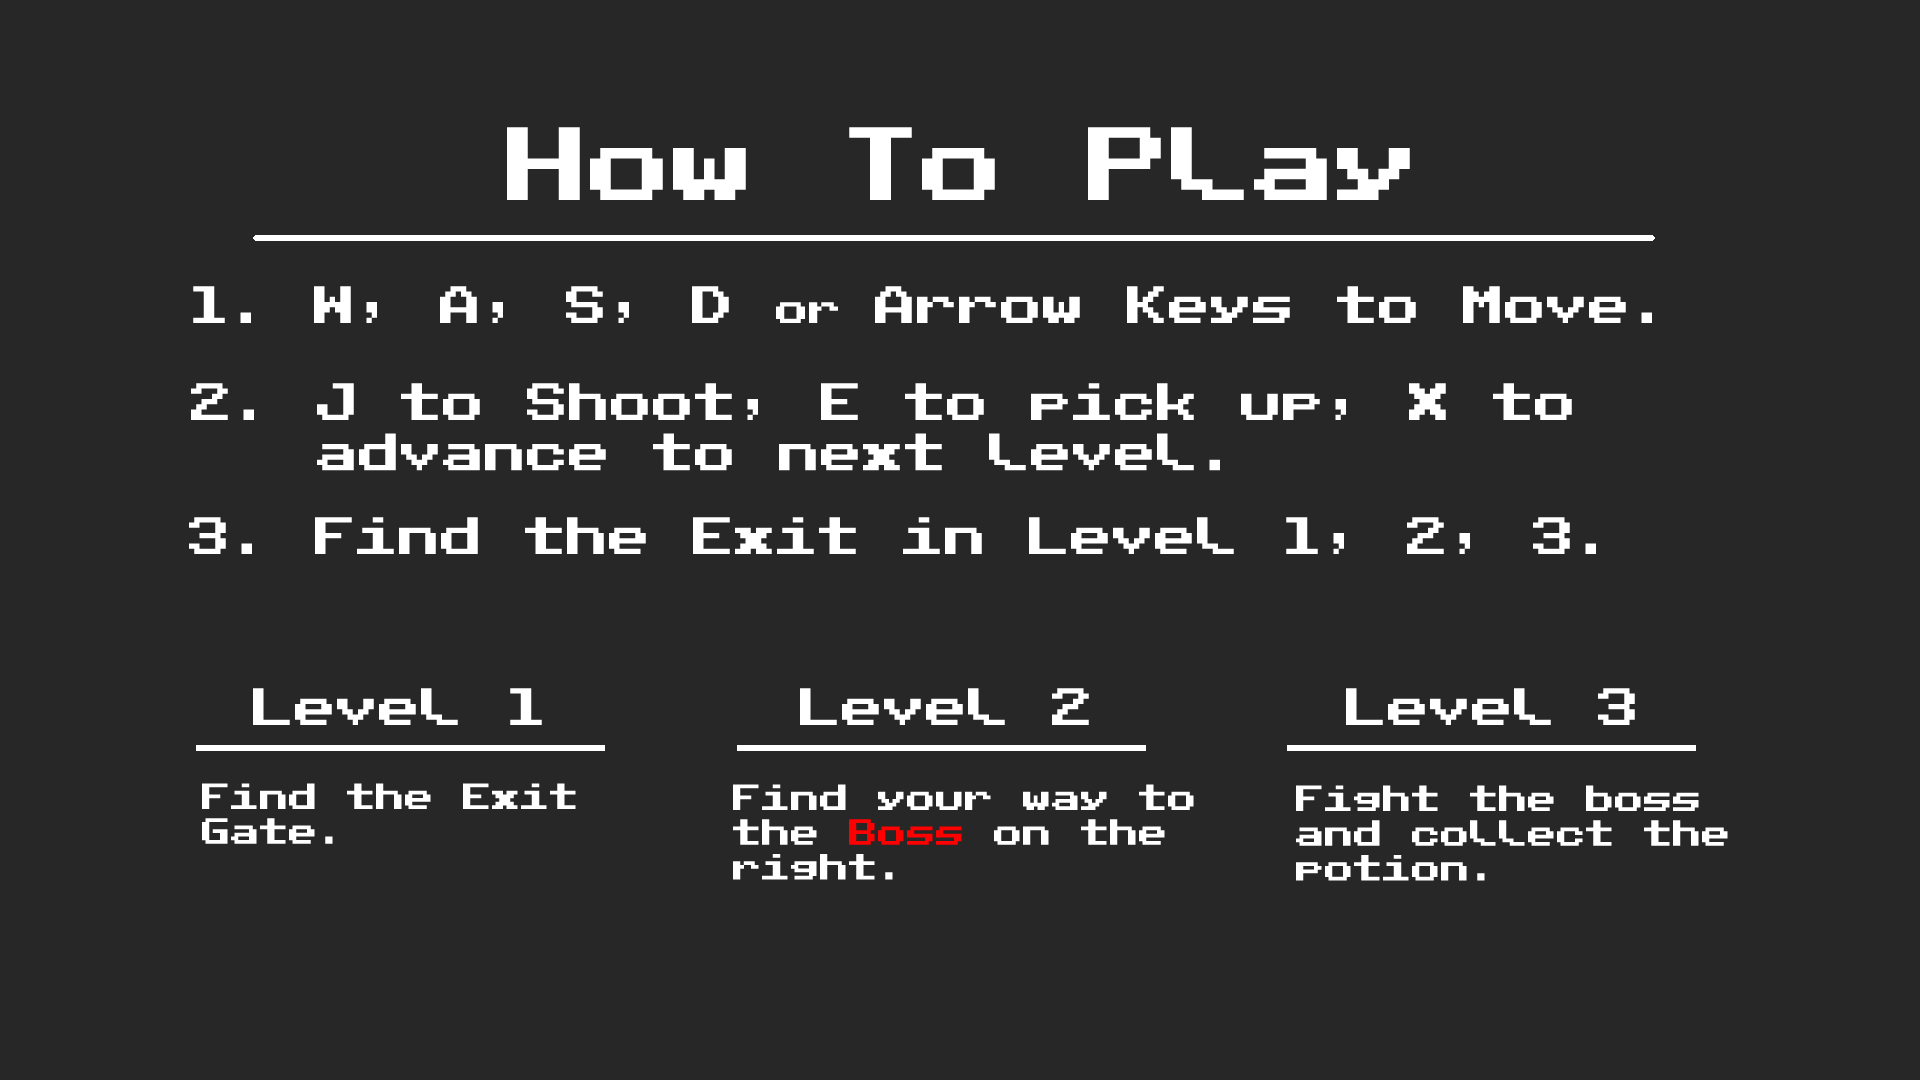 How To Play
1. W, A, S, D or Arrow Keys to Move.
2. J to Shoot, E to pick up, X to
advance to next level.
3. Find the Exit in Level 1, 2, 3.
Level 1
Find the Exit
Gate.
Level 2
Find your way to
the Boss on the
right.
Level 3
Fight the boss
and collect the
potion.